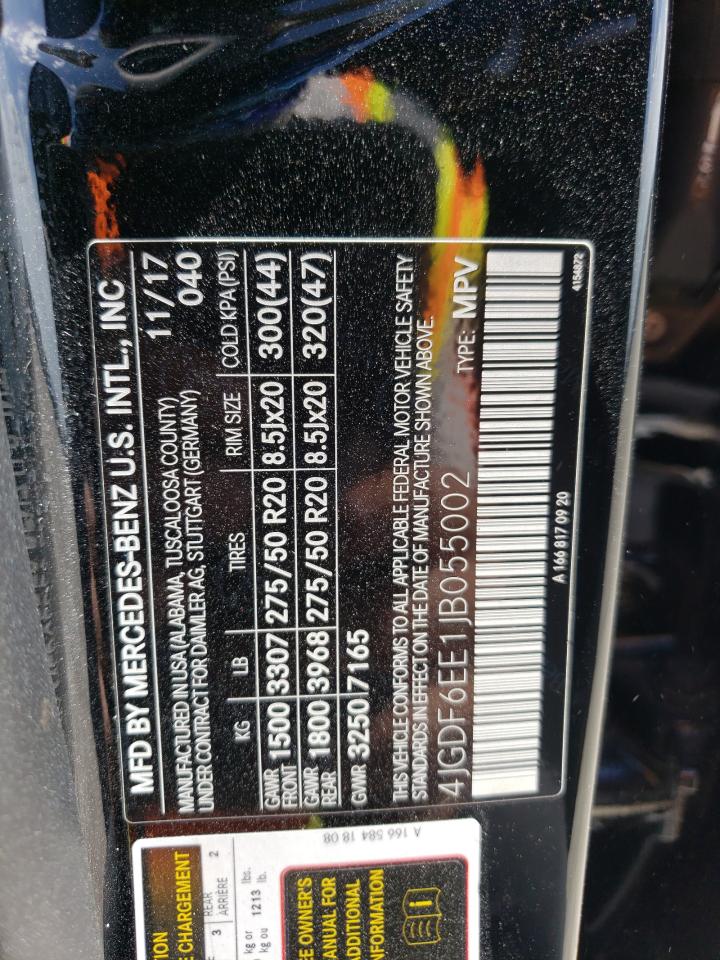 MFD BY MERCEDES-BENZ U.S. INTL., INC
MANUFACTURED IN USA (ALABAMA, TUSCALOOSA COUNTY) 11/17
UNDER CONTRACT FOR DAIMLER AG, STUTTGART (GERMANY) 040
KG LB TIRES RIM SIZE COLD KPA (PSI)
GAWR FRONT 1500 3307 275/50 R20 8.5Jx20 300(44)
GAWR REAR 1800 3968 275/50 R20 8.5Jx20 320(47)
GVWR: 3250 7165
THIS VEHICLE CONFORMS TO ALL APPLICABLE FEDERAL MOTOR VEHICLE SAFETY
STANDARDS IN EFFECT ON THE DATE OF MANUFACTURE SHOWN ABOVE.
4JGDF6EE1JB055002 TYPE: MPV
A 166 817 09 20
4154872
A 166 584 18 08
CHARGEMENT
3 REAR 2
ARRIÈRE
kg or 1213 lbs.
kg ou lb.
OWNER'S
FOR